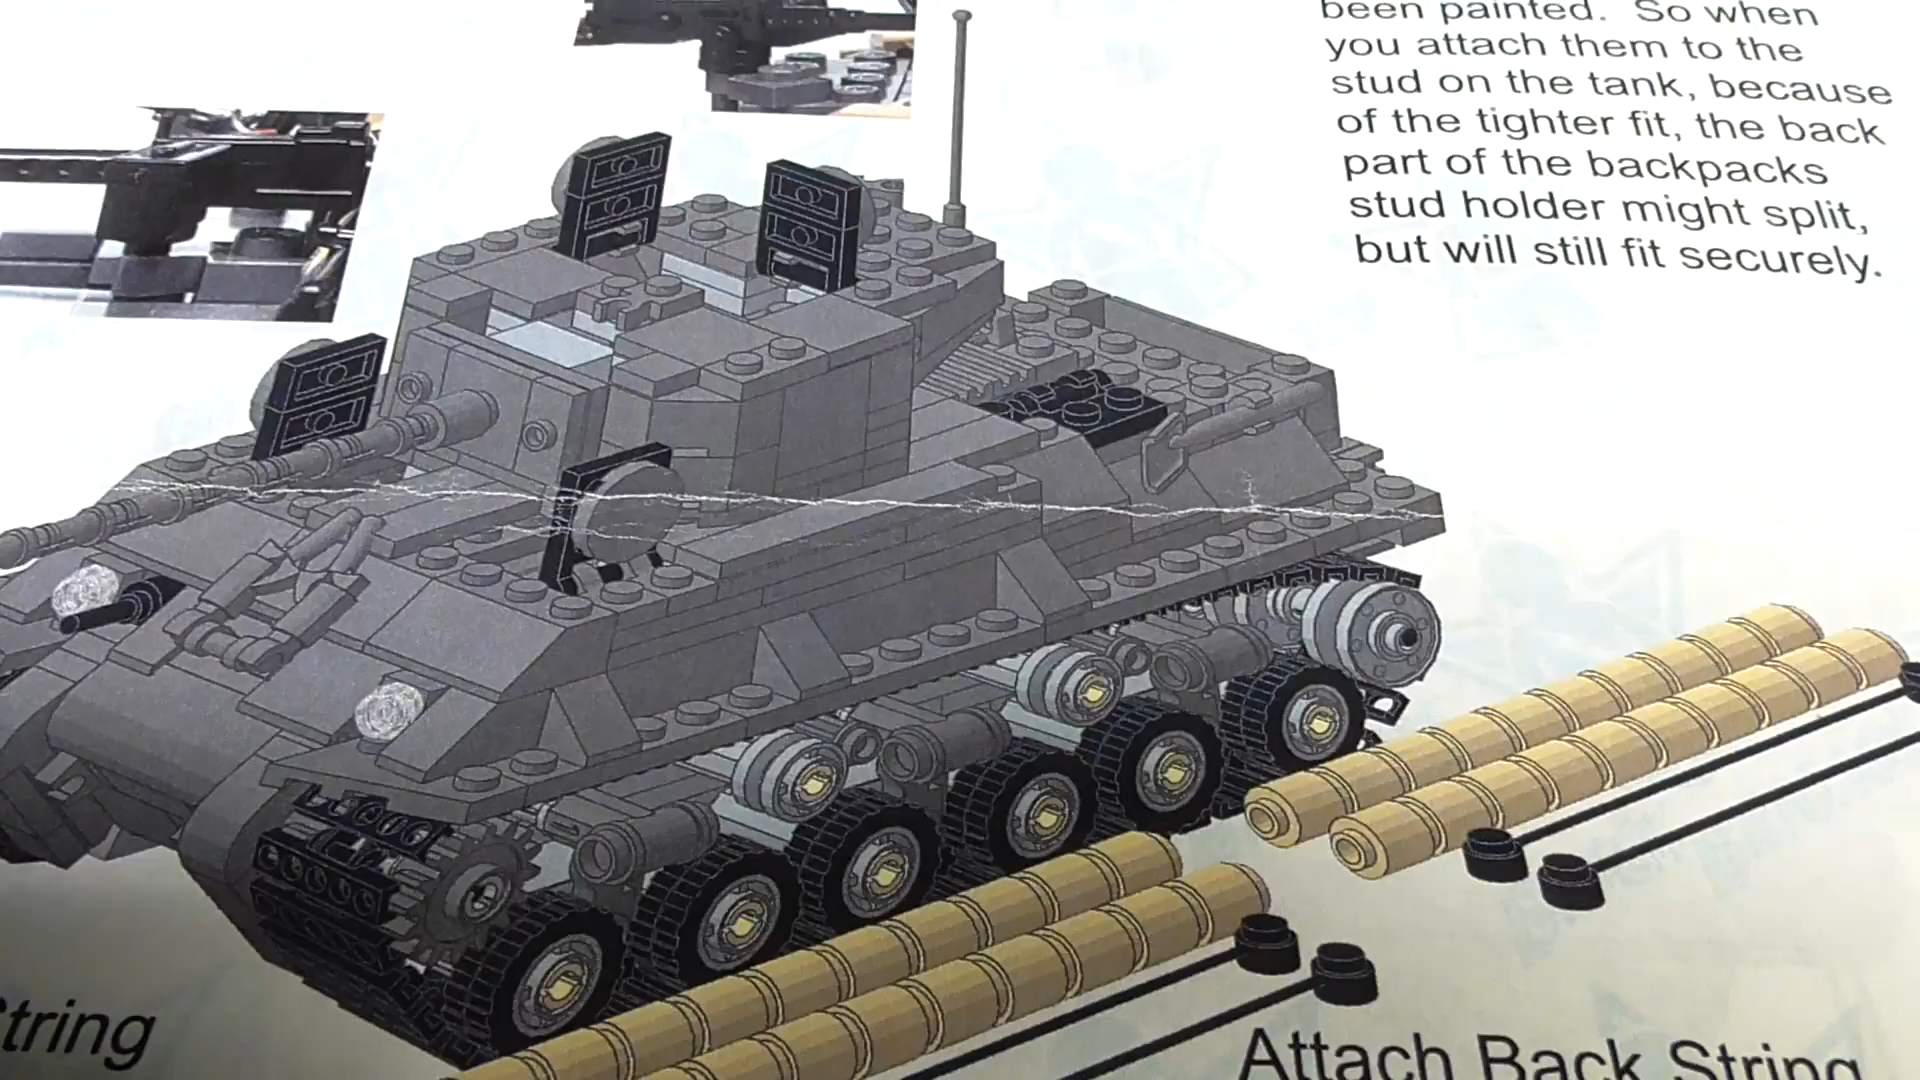 been painted. So when
you attach them to the
stud on the tank, because
of the tighter fit, the back
part of the backpacks
stud holder might split,
but will still fit securely.
String
Attach Back String